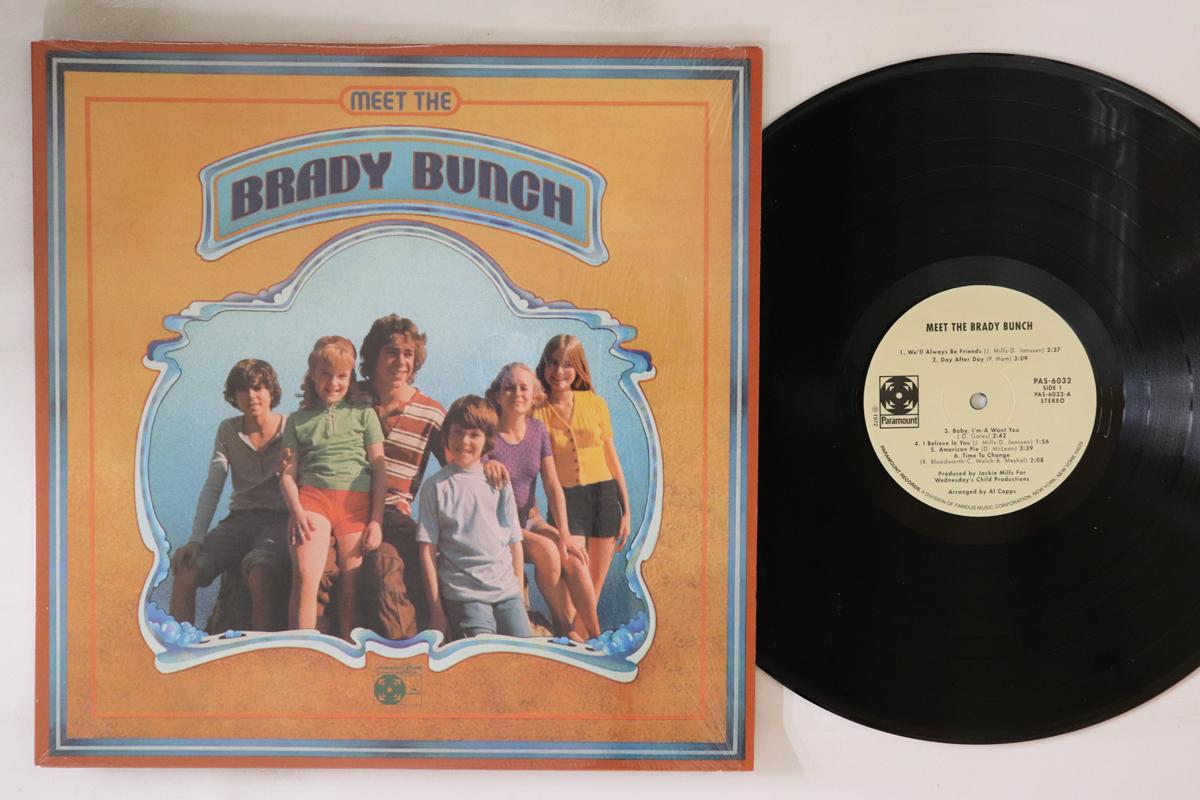 MEET THE
BRADY BUNCH
MEET THE BRADY BUNCH
1. We'll Always Be Friends (J. Mills-D. Janssen) 2:37
2. Day After Day (P. Ham) 3:09
PAS-6032
SIDE 1
PAS-6032-A
STEREO
Paramount
© 1972
3. Baby, I'm-A Want You
(D. Gates) 2:42
4. I Believe In You (J. Mills-D. Janssen) 1:56
5. American Pie (D. McLean) 3:39
6. Time To Change
(R. Bloodworth-C. Welch-B. Meshel) 2:08
Produced by Jackie Mills For
Wednesday's Child Productions
Arranged by Al Capps
PARAMOUNT RECORDS A DIVISION OF FAMOUS MUSIC CORPORATION, NEW YORK, NEW YORK 10023